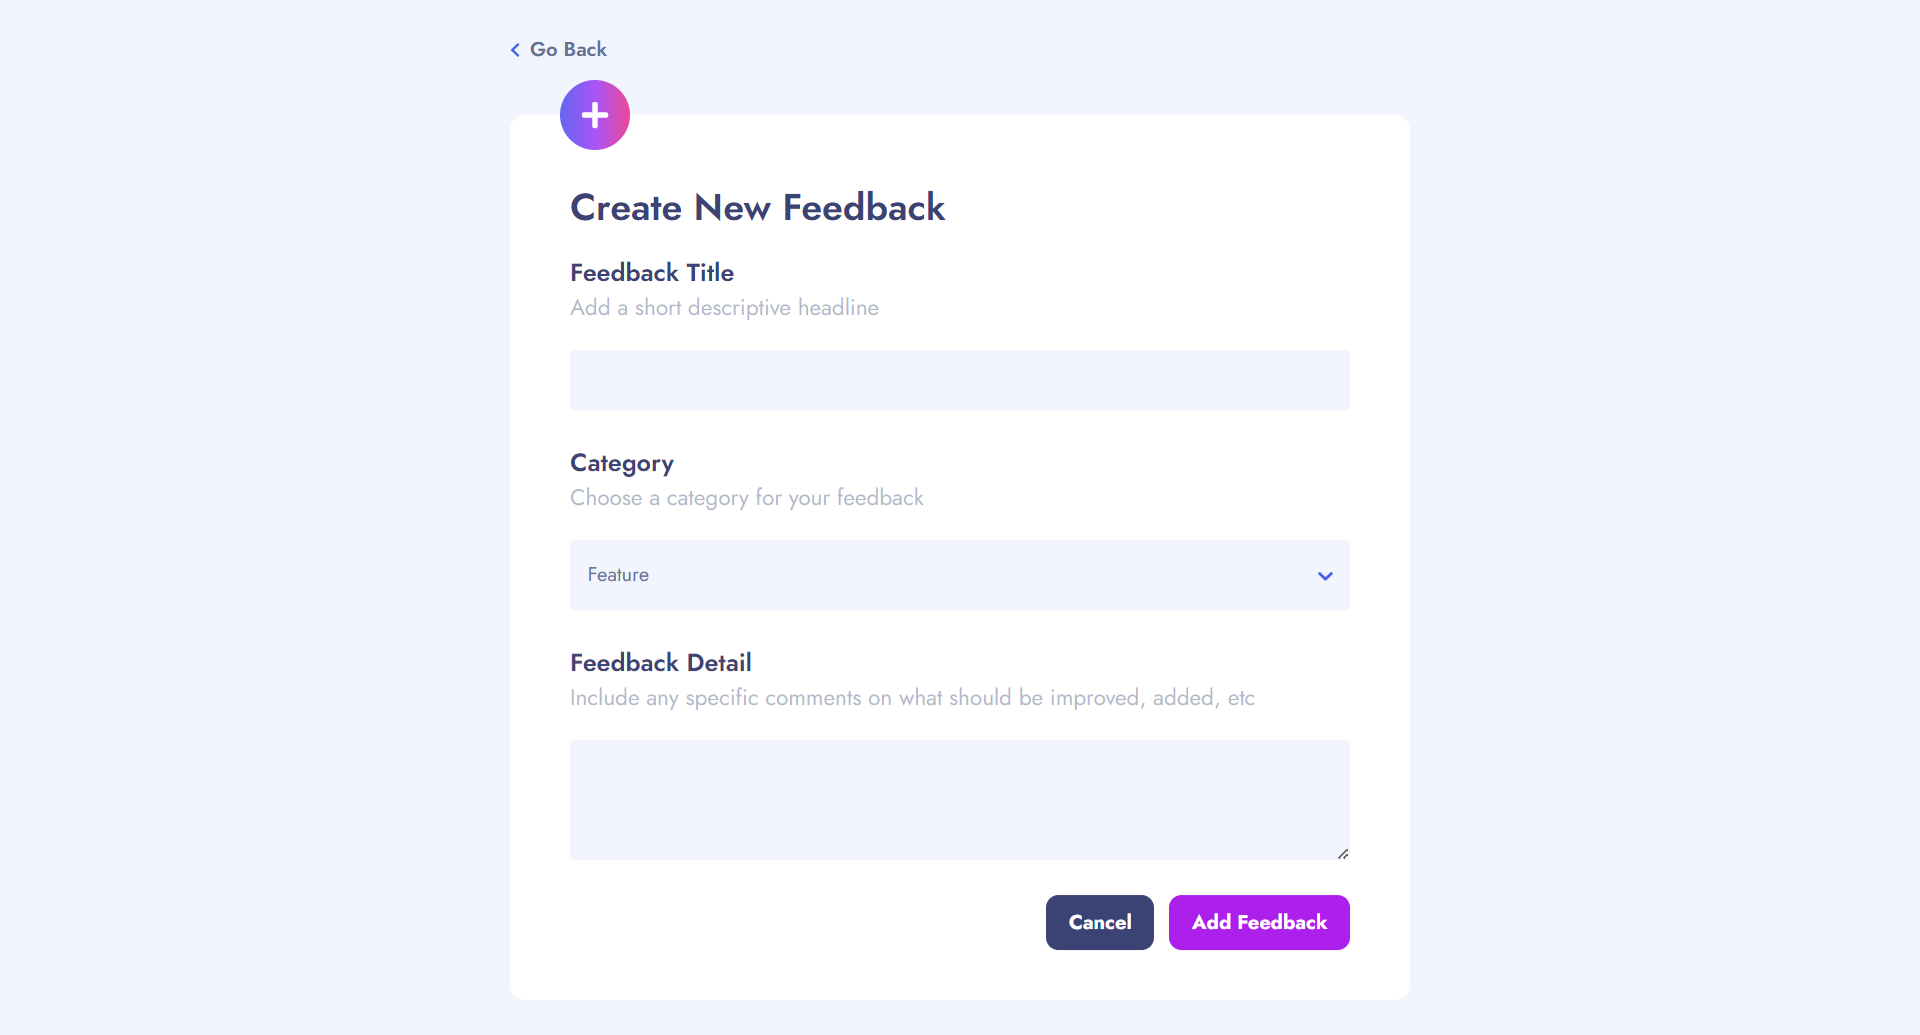 Go Back
Create New Feedback
Feedback Title
Add a short descriptive headline
Category
Choose a category for your feedback
Feature
Feedback Detail
Include any specific comments on what should be improved, added, etc
Cancel
Add Feedback